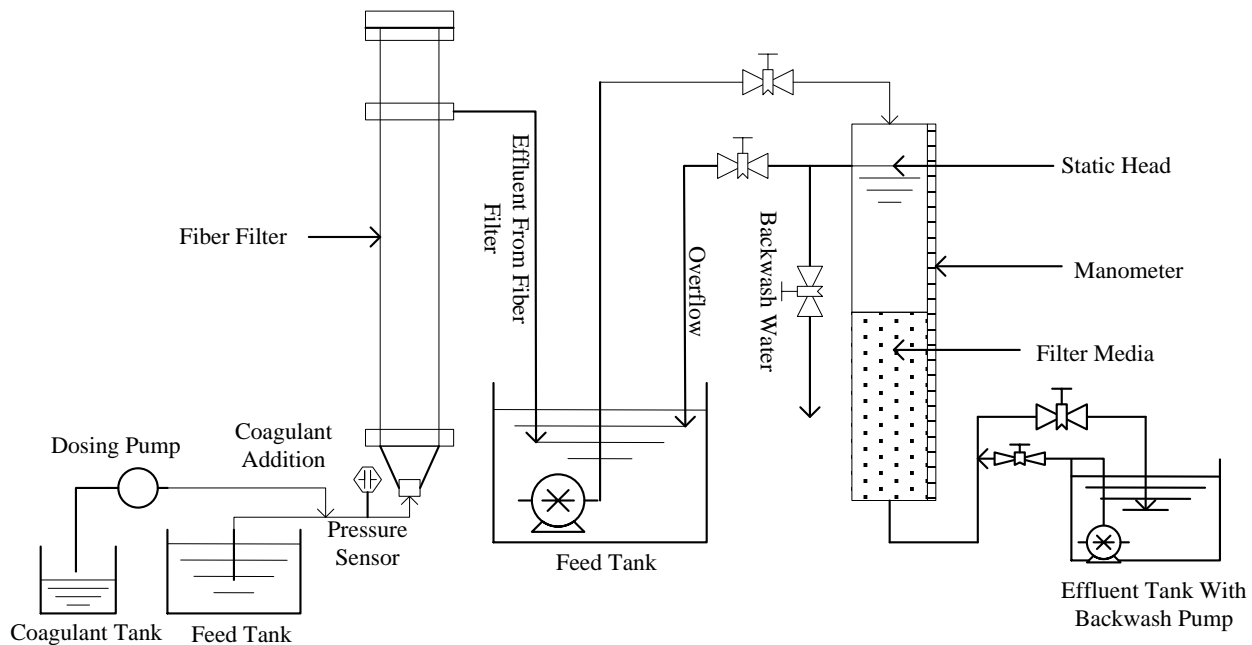 Static Head
Fiber Filter
Effluent From Fiber
Filter
Overflow
Backwash Water
Manometer
Filter Media
Dosing Pump
Coagulant
Addition
Pressure
Sensor
Feed Tank
Coagulant Tank
Feed Tank
Effluent Tank With
Backwash Pump